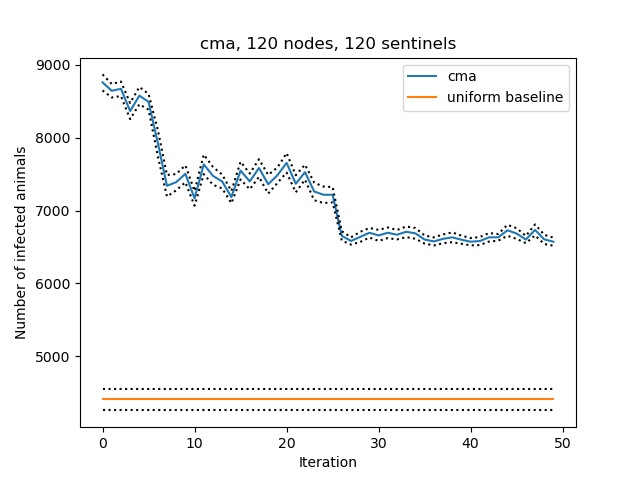 cma, 120 nodes, 120 sentinels
cma
uniform baseline
Number of infected animals
9000
8000
7000
6000
5000
0 10 20 30 40 50
Iteration